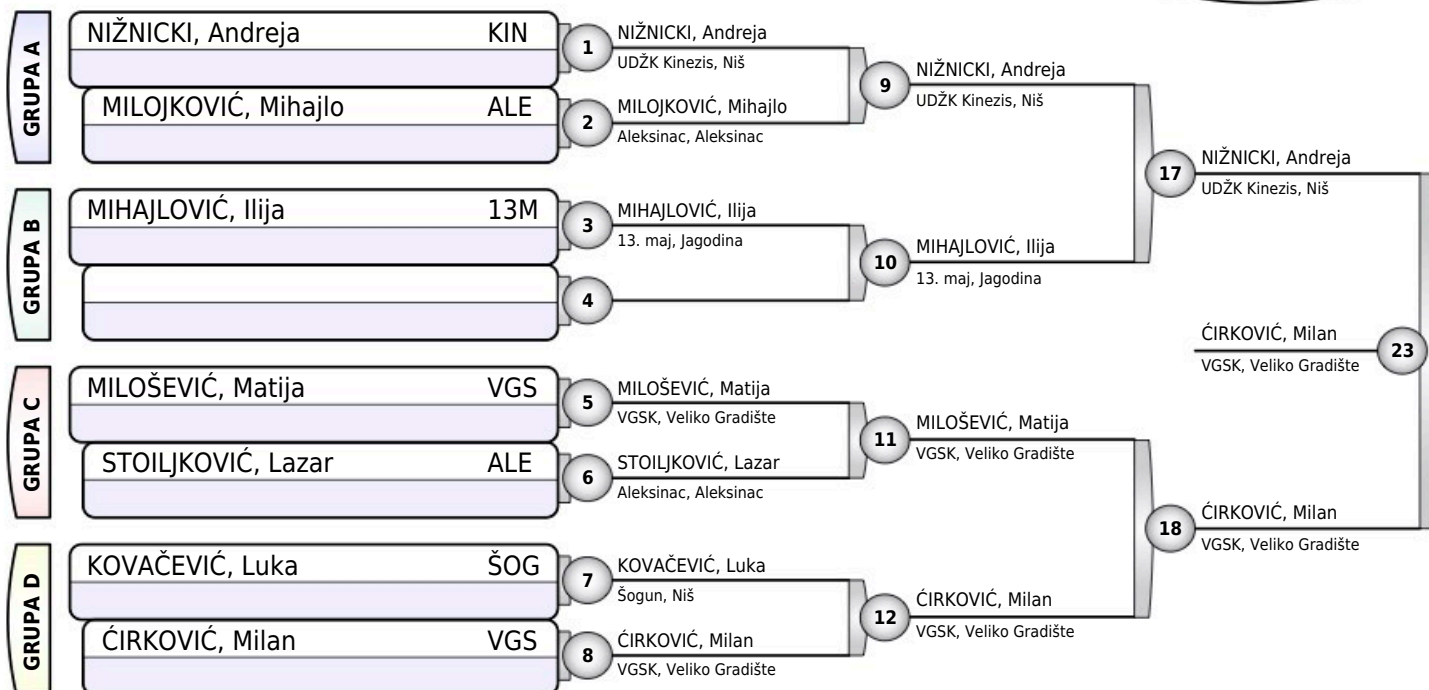 GRUPA A
NIŽNICKI, Andreja KIN
MILOJKOVIĆ, Mihajlo ALE
GRUPA B
MIHAJLOVIĆ, Ilija 13M
GRUPA C
MILOŠEVIĆ, Matija VGS
STOILJKOVIĆ, Lazar ALE
GRUPA D
KOVAČEVIĆ, Luka ŠOG
ĆIRKOVIĆ, Milan VGS
1
NIŽNICKI, Andreja
UDŽK Kinezis, Niš
2
MILOJKOVIĆ, Mihajlo
Aleksinac, Aleksinac
3
MIHAJLOVIĆ, Ilija
13. maj, Jagodina
4
5
MILOŠEVIĆ, Matija
VGSK, Veliko Gradište
6
STOILJKOVIĆ, Lazar
Aleksinac, Aleksinac
7
KOVAČEVIĆ, Luka
Šogun, Niš
8
ĆIRKOVIĆ, Milan
VGSK, Veliko Gradište
9
NIŽNICKI, Andreja
UDŽK Kinezis, Niš
10
MIHAJLOVIĆ, Ilija
13. maj, Jagodina
11
MILOŠEVIĆ, Matija
VGSK, Veliko Gradište
12
ĆIRKOVIĆ, Milan
VGSK, Veliko Gradište
17
NIŽNICKI, Andreja
UDŽK Kinezis, Niš
18
ĆIRKOVIĆ, Milan
VGSK, Veliko Gradište
ĆIRKOVIĆ, Milan
VGSK, Veliko Gradište
23